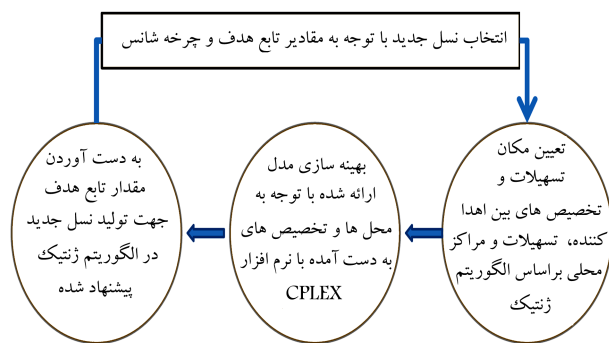 انتخاب نسل جدید با توجه به مقادیر تابع هدف و چرخه شانس
تعیین مکان
تسهیلات و
تخصیص های بین اهدا
کننده، تسهیلات و مراکز
محلی براساس الگوریتم
ژنتیک
بهینه سازی مدل
ارائه شده با توجه به
محل ها و تخصیص های
به دست آمده با نرم افزار
CPLEX
به دست آوردن
مقدار تابع هدف
جهت تولید نسل جدید
در الگوریتم ژنتیک
پیشنهاد شده